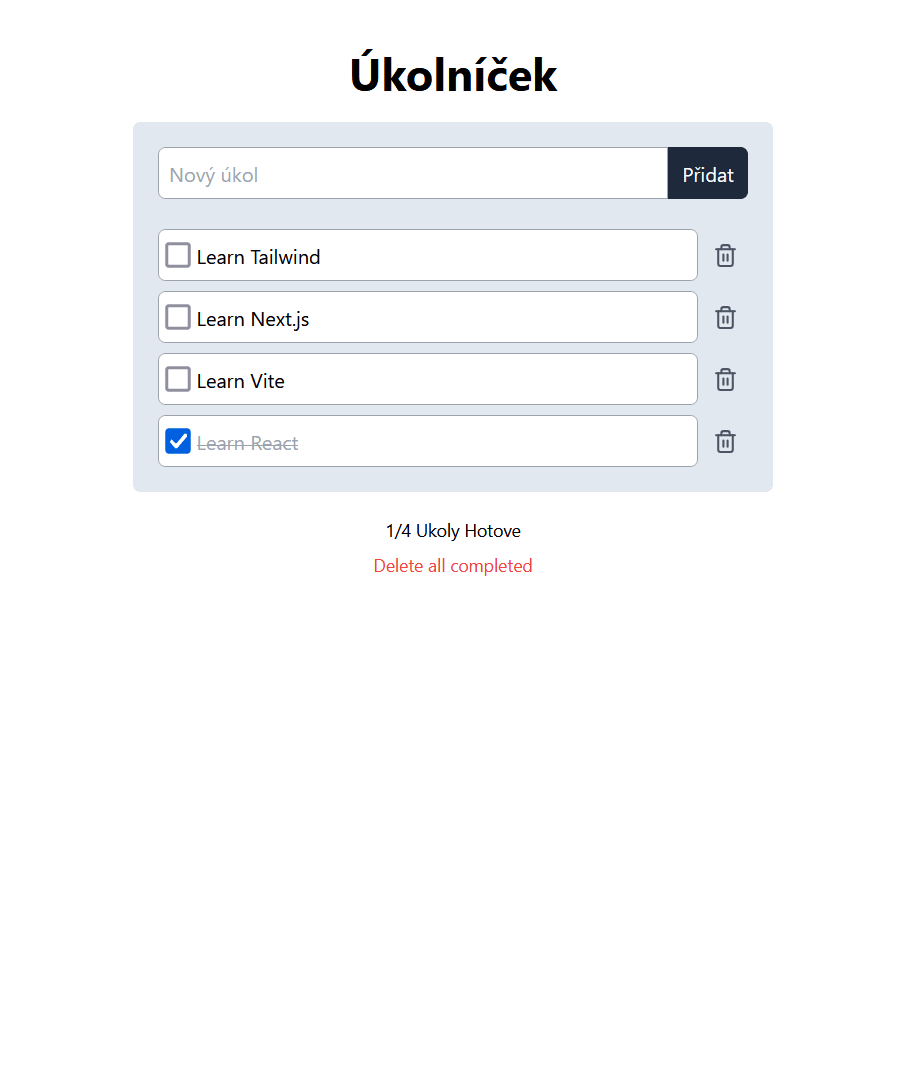 Úkolníček
Nový úkol
Přidat
Learn Tailwind
Learn Next.js
Learn Vite
Learn React
1/4 Ukoly Hotove
Delete all completed